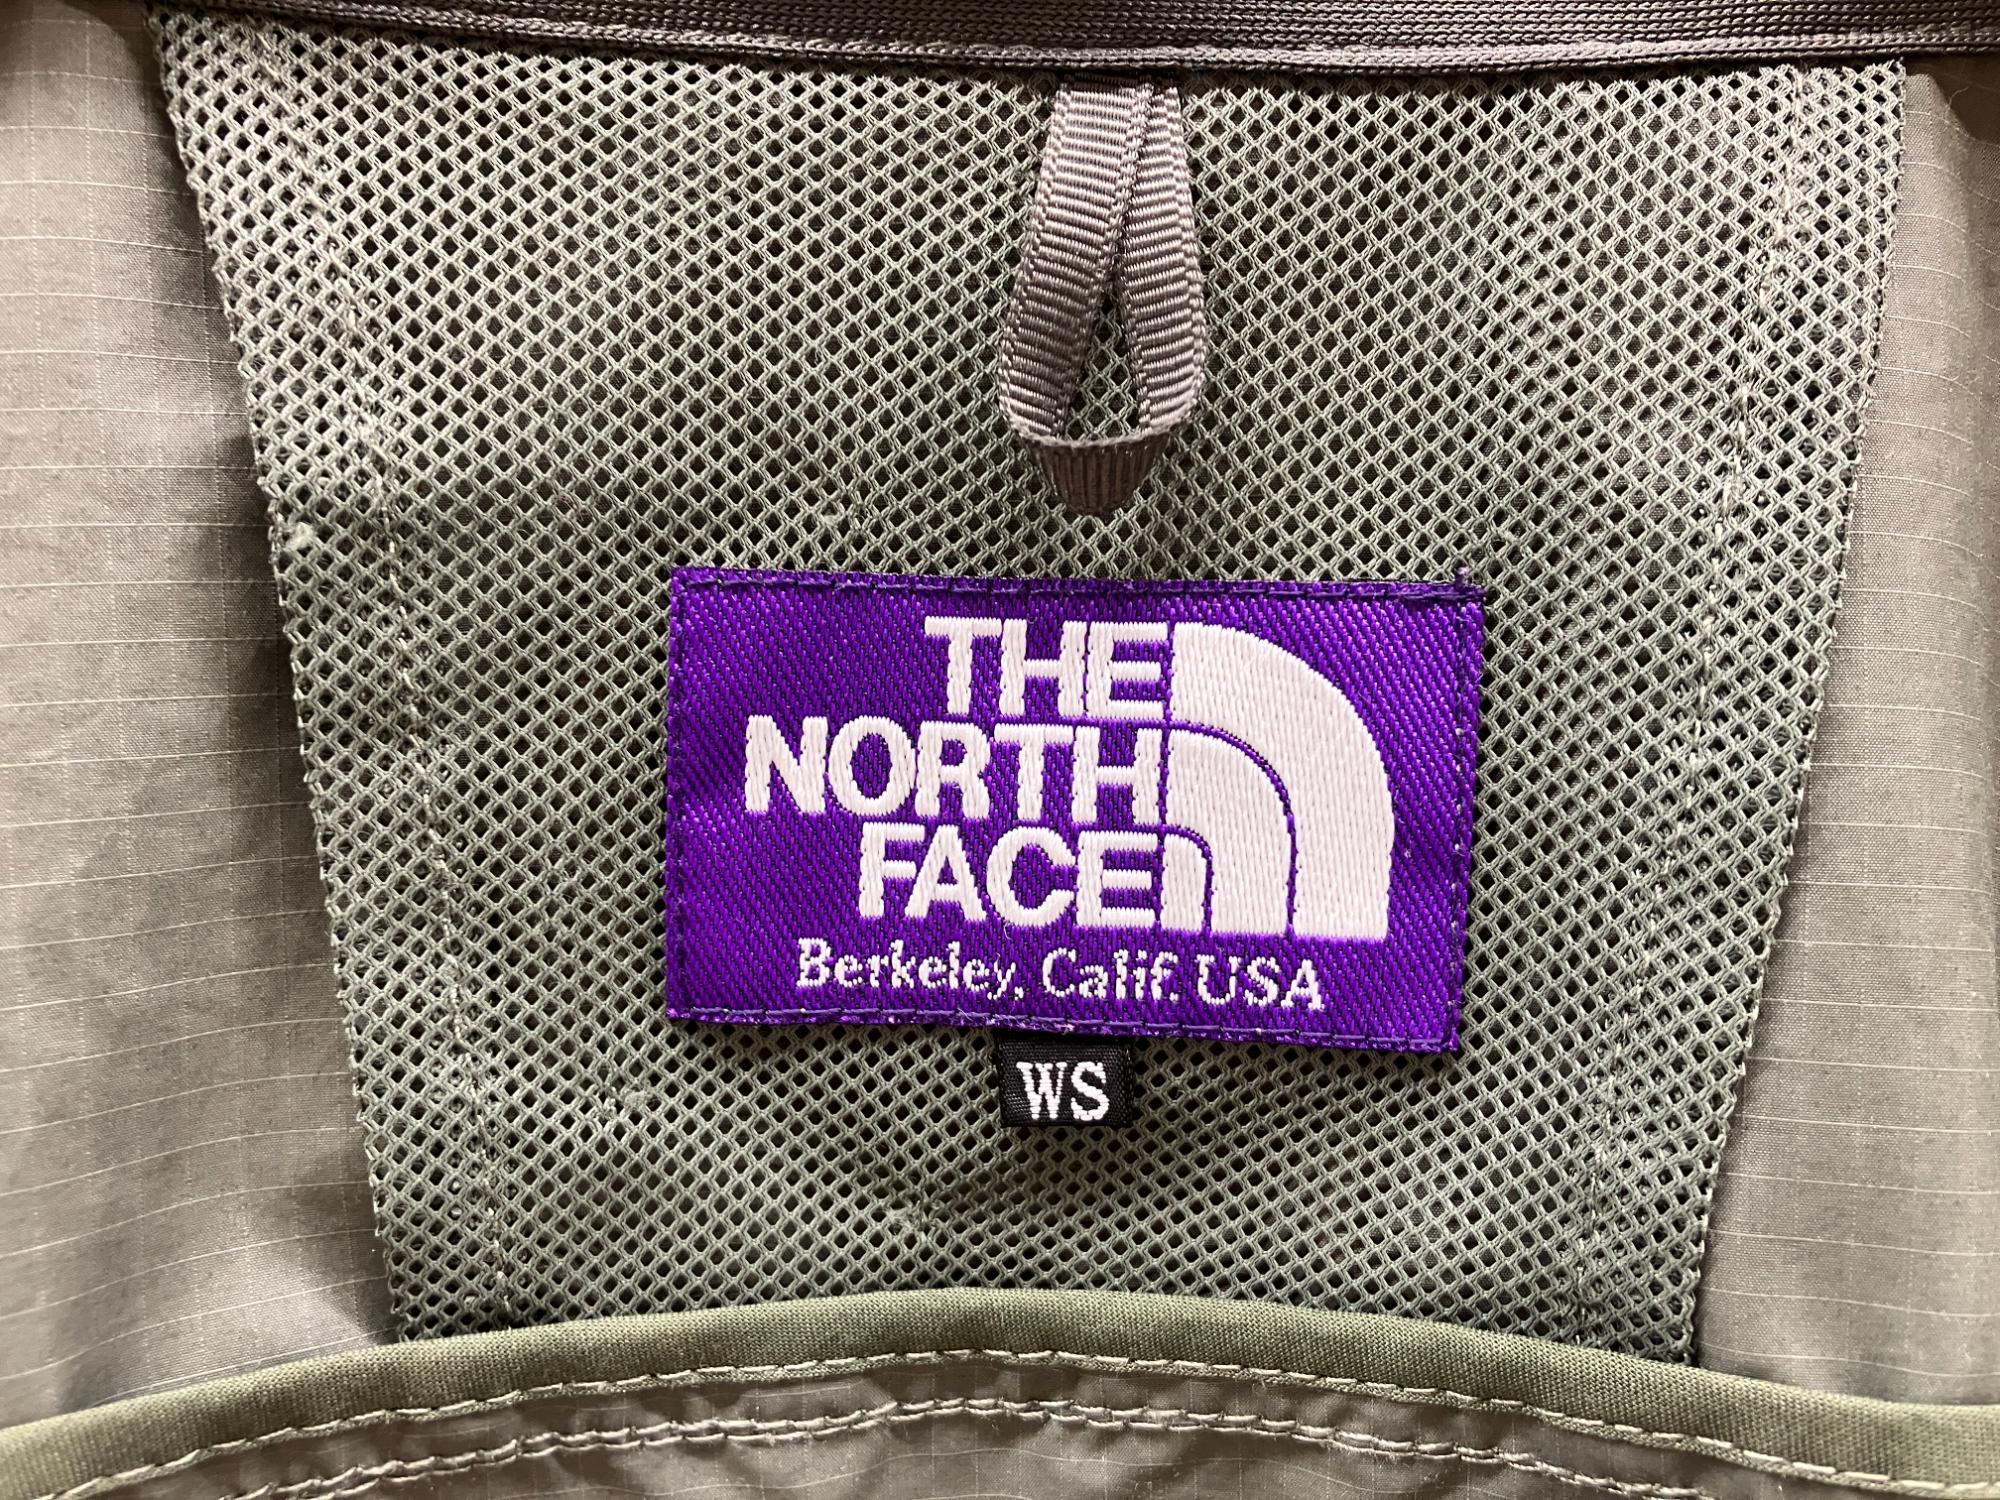 THE
NORTH
FACE
Berkeley, Calif. USA
WS